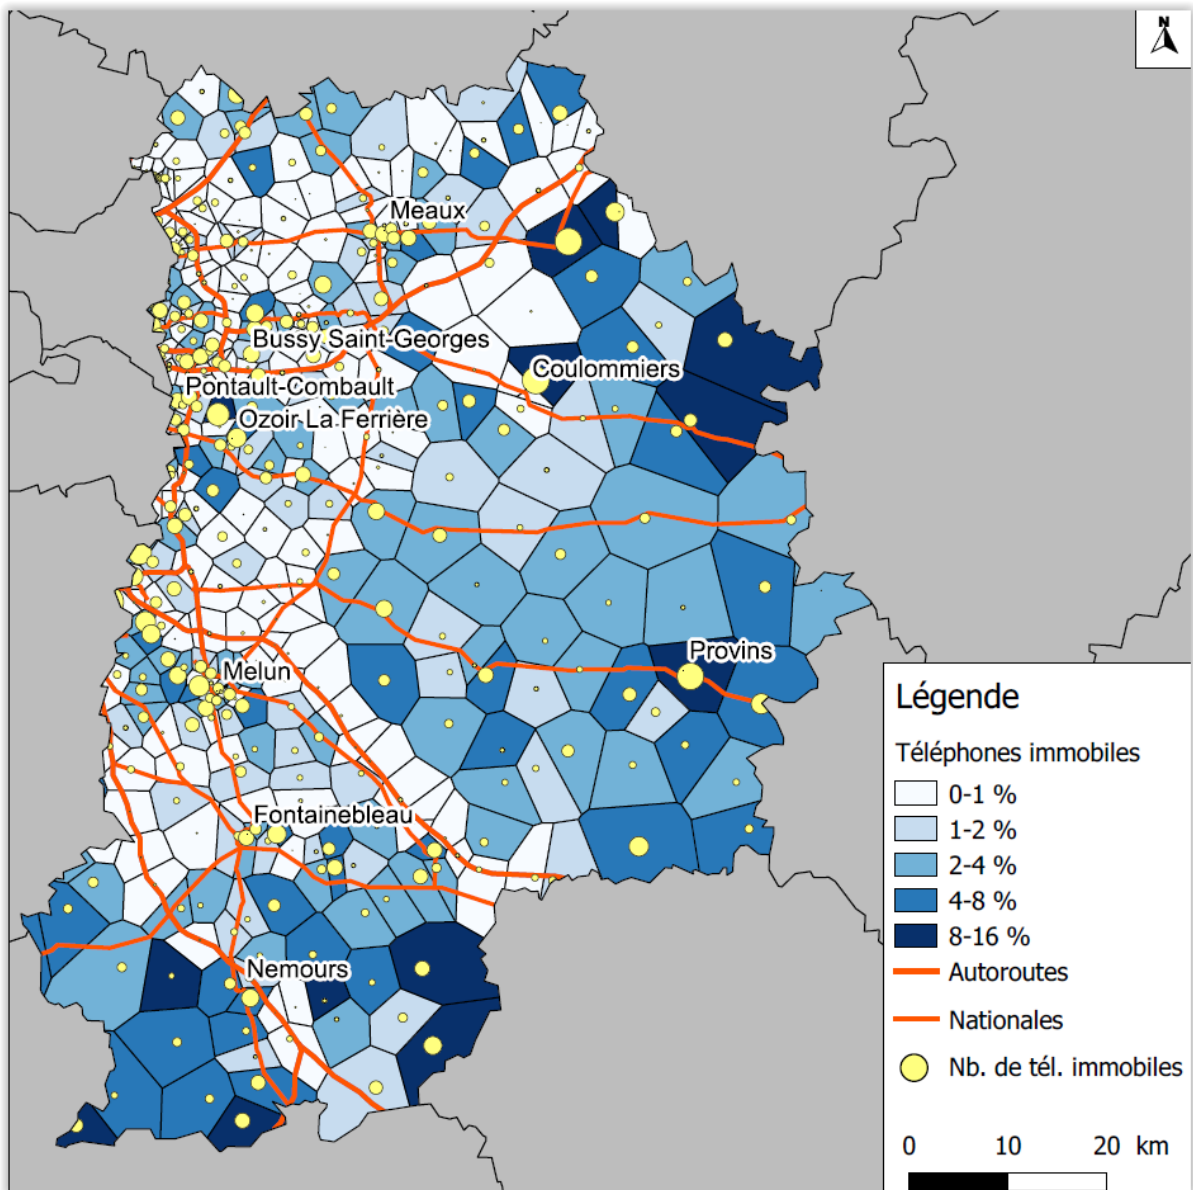 N
Meaux
Bussy Saint-Georges
Coulommiers
Pontault-Combault
Ozoir La Ferrière
Provins
Melun
Fontainebleau
Nemours
Légende
Téléphones immobiles
0-1 %
1-2 %
2-4 %
4-8 %
8-16 %
Autoroutes
Nationales
Nb. de tél. immobiles
0 10 20 km